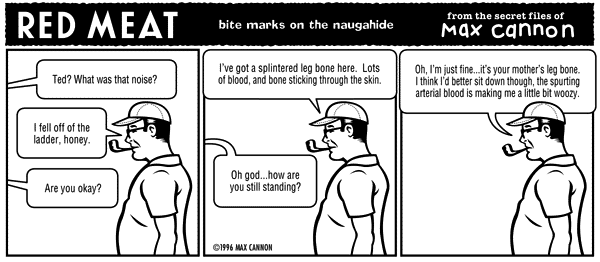 RED MEAT
bite marks on the naugahide
from the secret files of
Max cannon
Ted? What was that noise?
I fell off of the
ladder, honey.
Are you okay?
I've got a splintered leg bone here. Lots
of blood, and bone sticking through the skin.
Oh god...how are
you still standing?
©1996 MAX CANNON
Oh, I'm just fine...it's your mother's leg bone.
I think I'd better sit down though, the spurting
arterial blood is making me a little bit woozy.